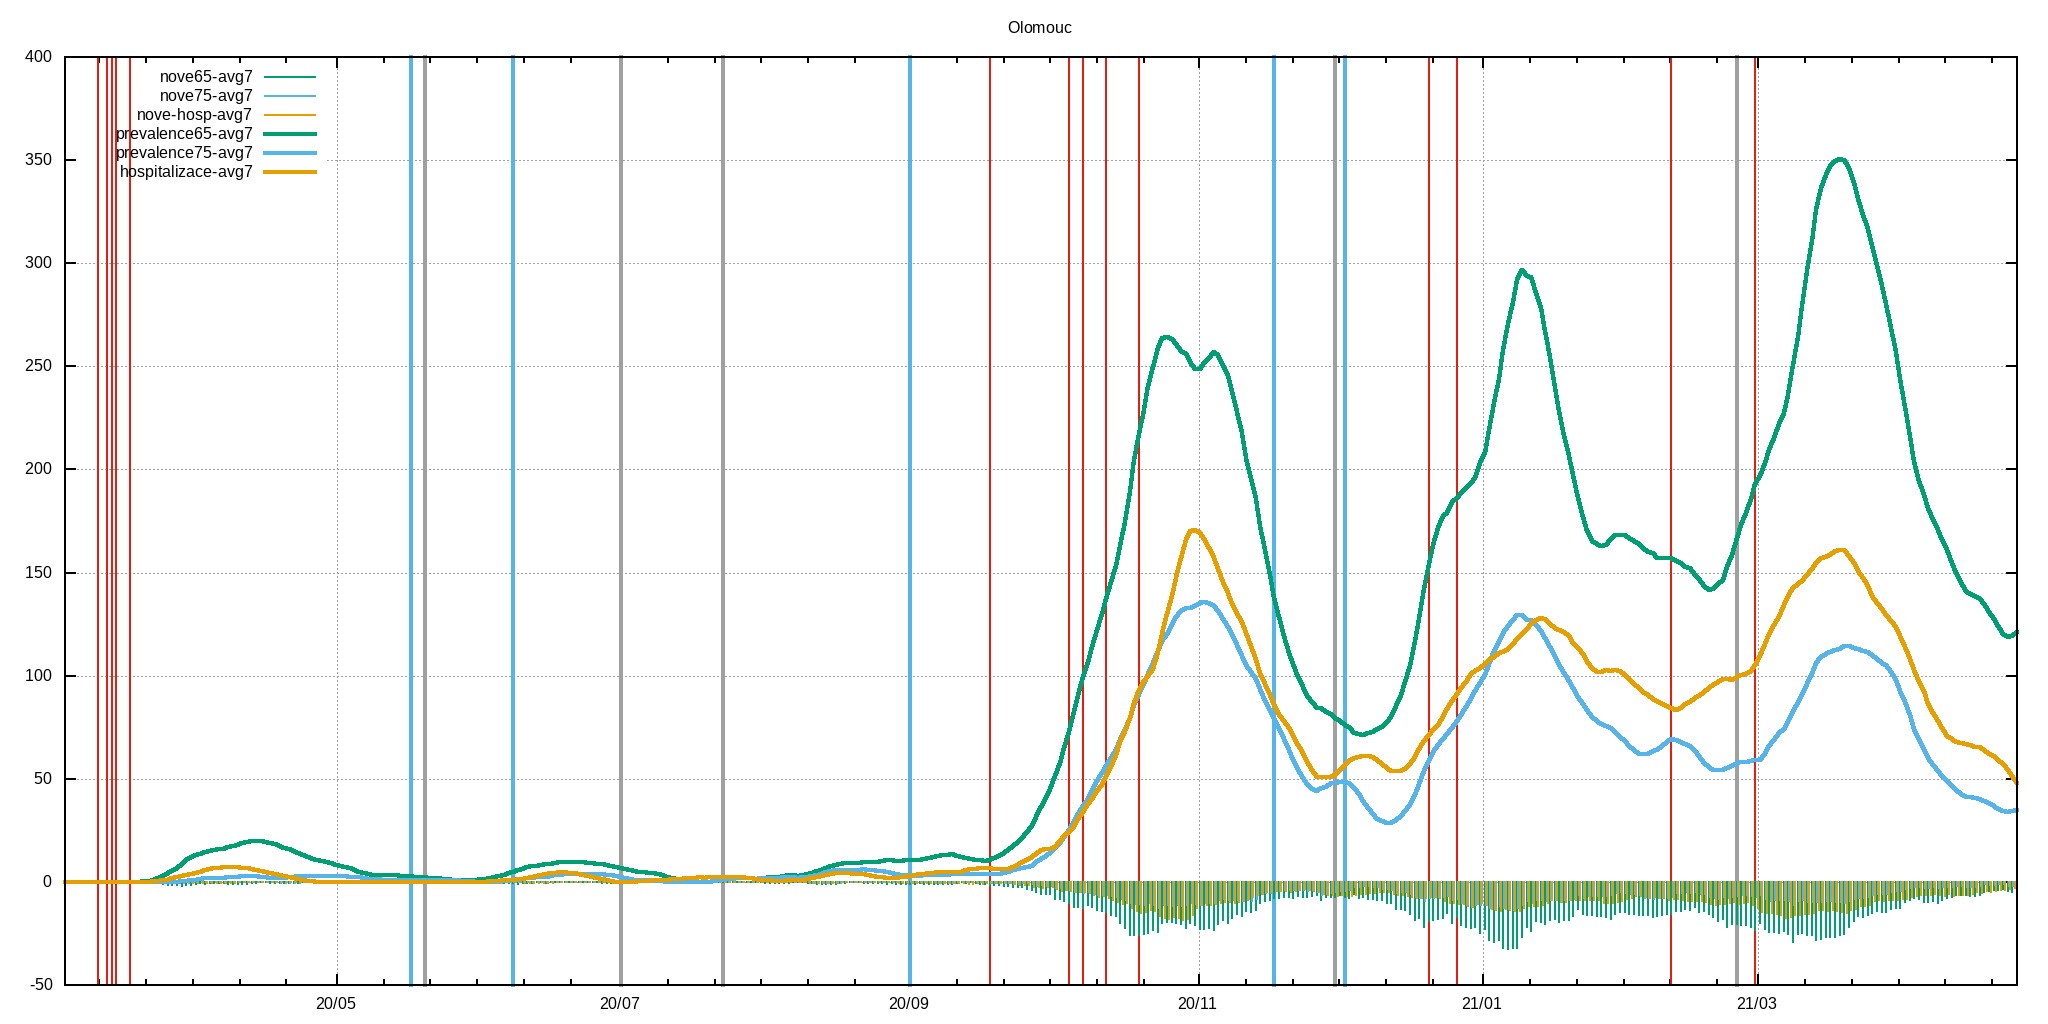 Olomouc
400
350
300
250
200
150
100
50
0
-50
nove65-avg7
nove75-avg7
nove-hosp-avg7
prevalence65-avg7
prevalence75-avg7
hospitalizace-avg7
20/05 20/07 20/09 20/11 21/01 21/03